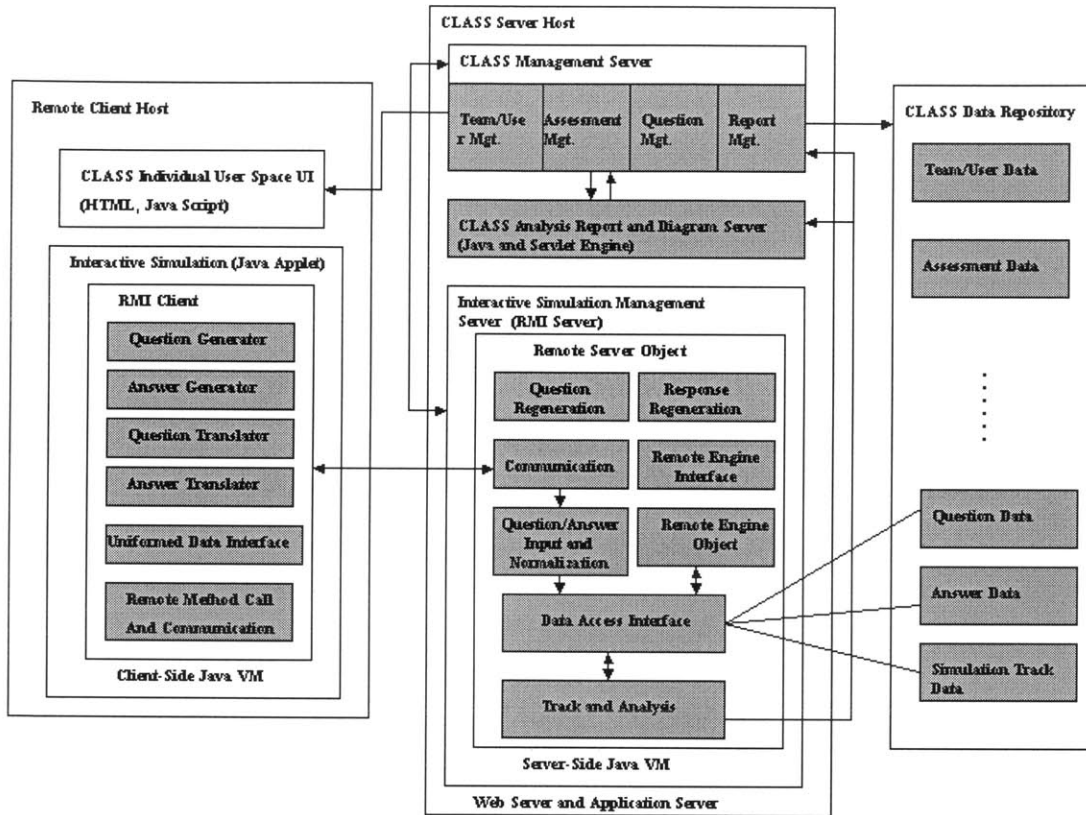 Remote Client Host
CLASS Individual User Space UI
(HTML, Java Script)
Interactive Simulation (Java Applet)
RMI Client
Question Generator
Answer Generator
Question Translator
Answer Translator
Uniformed Data Interface
Remote Method Call
And Communication
Client-Side Java VM
CLASS Server Host
CLASS Management Server
Team/Use
r Mgt.
Assessment
Mgt.
Question
Mgt.
Report
Mgt.
CLASS Analysis Report and Diagram Server
(Java and Servlet Engine)
Interactive Simulation Management
Server (RMI Server)
Remote Server Object
Question
Regeneration
Response
Regeneration
Communication
Remote Engine
Interface
Question/Answer
Input and
Normalization
Remote Engine
Object
Data Access Interface
Track and Analysis
Server-Side Java VM
Web Server and Application Server
CLASS Data Repository
Team/User Data
Assessment Data
Question Data
Answer Data
Simulation Track
Data